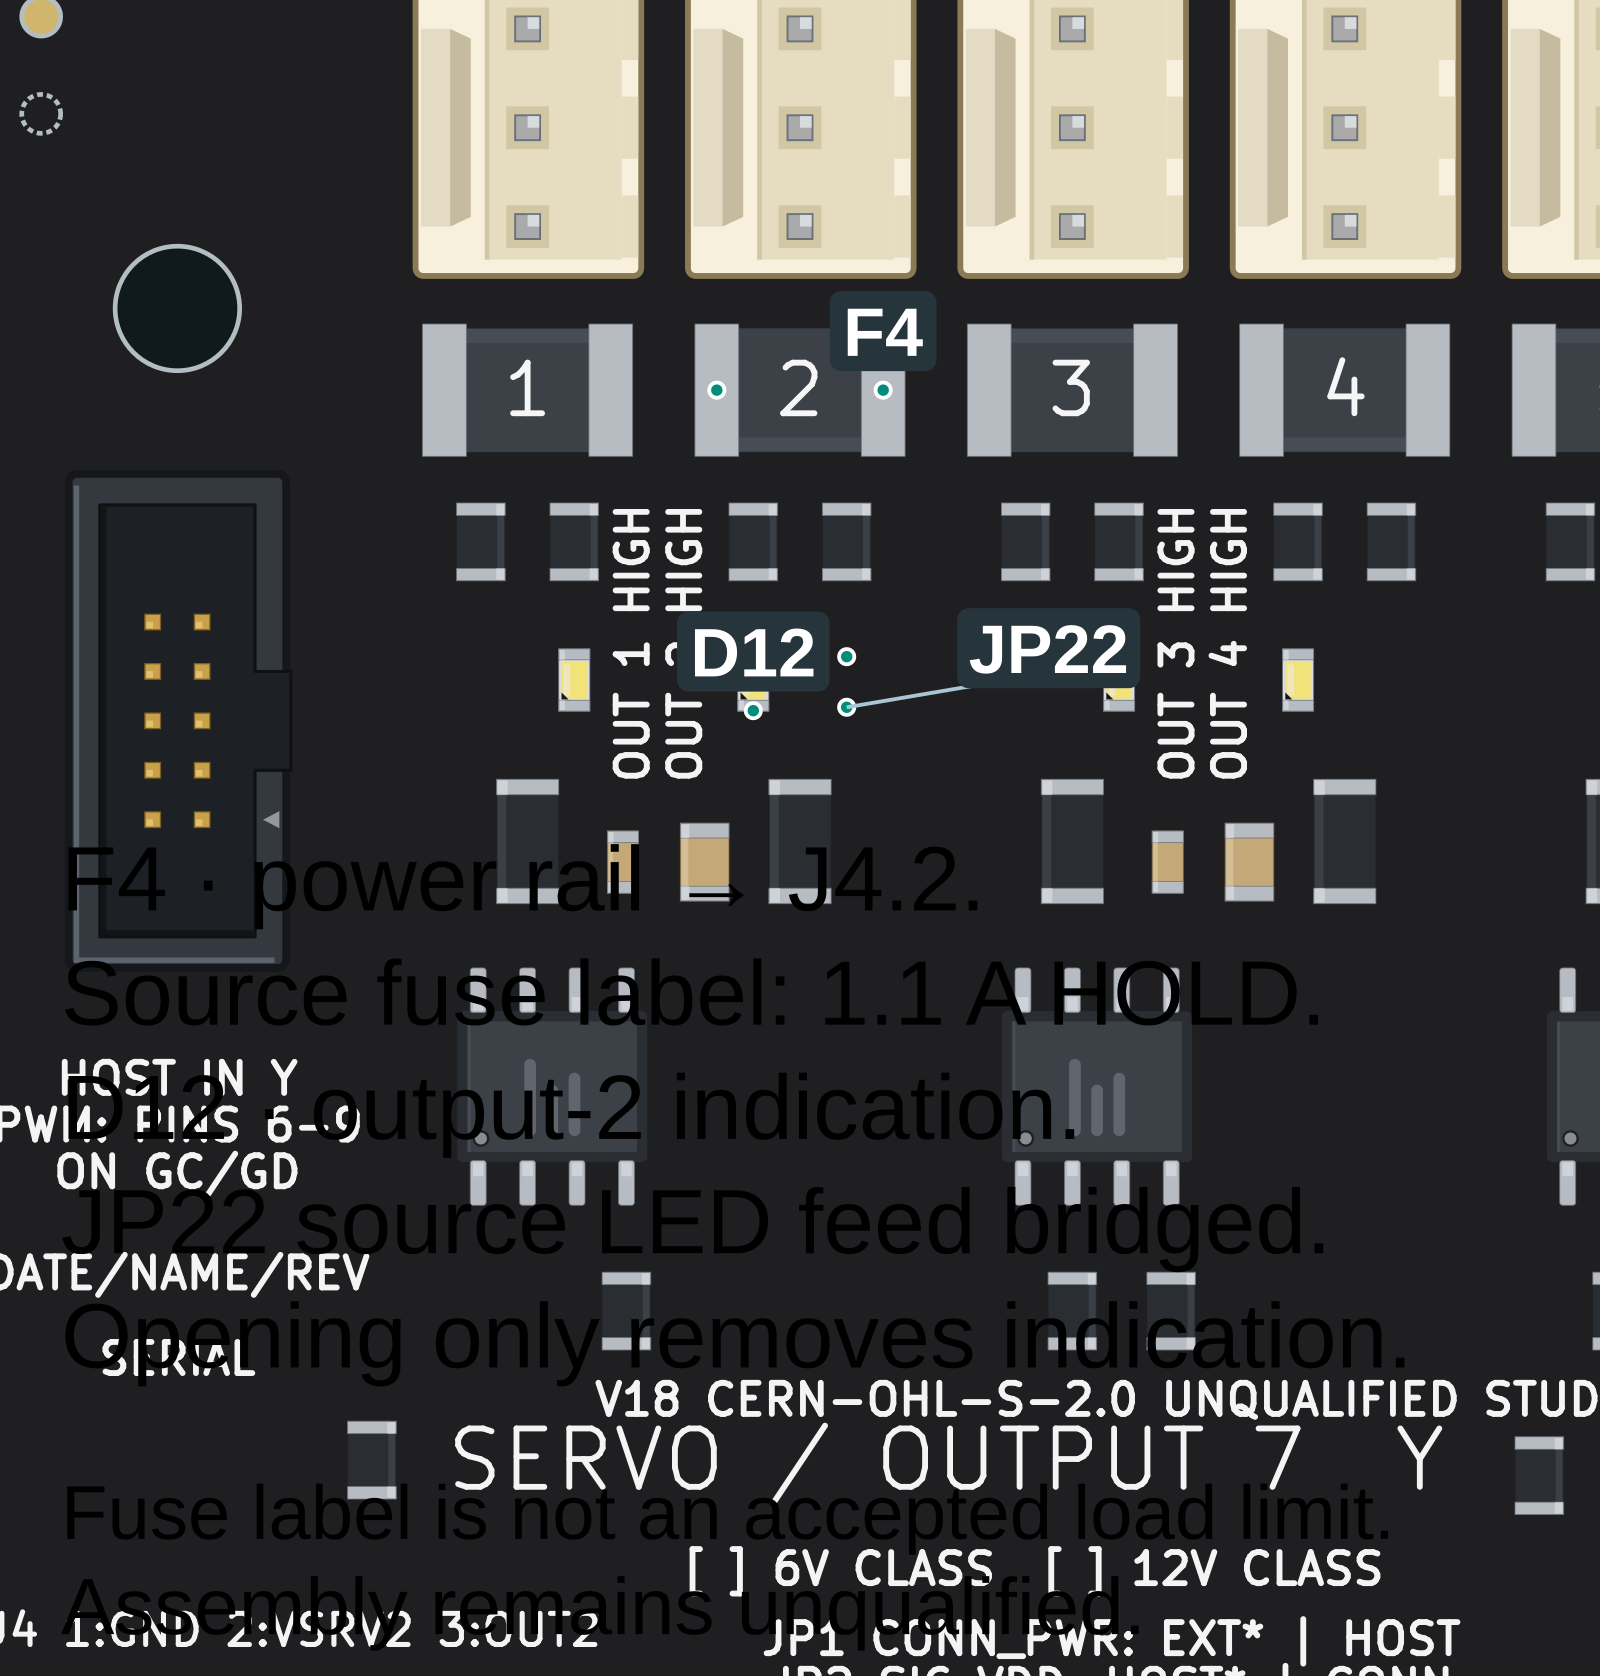 F4
1 2 3 4
OUT 1 HIGH
OUT HIGH
OUT 3 HIGH
OUT 4 HIGH
D12
JP22
F4 · power rail → J4.2.
Source fuse label: 1.1 A HOLD.
HOST IN Y
D12 · output-2 indication.
PWM: PINS 6-9
ON GC/GD
JP22 source LED feed bridged.
DATE/NAME/REV
Opening only removes indication.
SERIAL
V18 CERN-OHL-S-2.0 UNQUALIFIED STUD
SERVO / OUTPUT 7 Y
Fuse label is not an accepted load limit.
[ ] 6V CLASS [ ] 12V CLASS
Assembly remains unqualified.
J4 1:GND 2:VSRV2 3:OUT2
JP1 CONN_PWR: EXT* | HOST